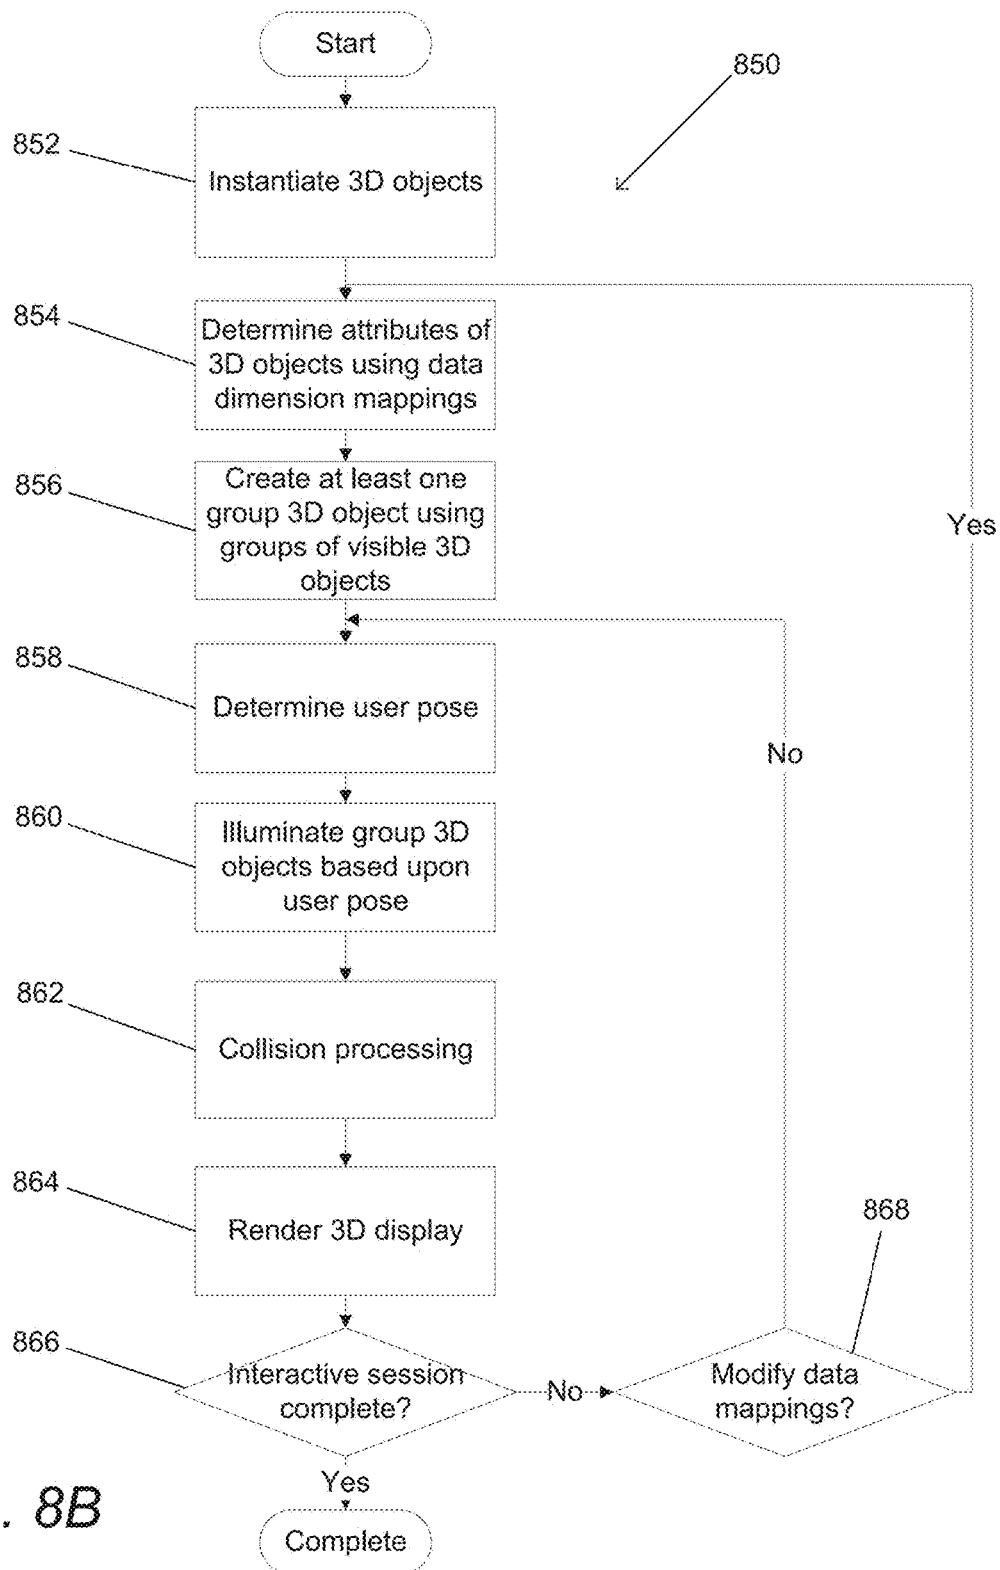 Start
850
852
Instantiate 3D objects
854
Determine attributes of
3D objects using data
dimension mappings
856
Create at least one
group 3D object using
groups of visible 3D
objects
Yes
858
Determine user pose
No
860
Illuminate group 3D
objects based upon
user pose
862
Collision processing
864
Render 3D display
868
866
Interactive session
complete?
No
Modify data
mappings?
Yes
. 8B
Complete